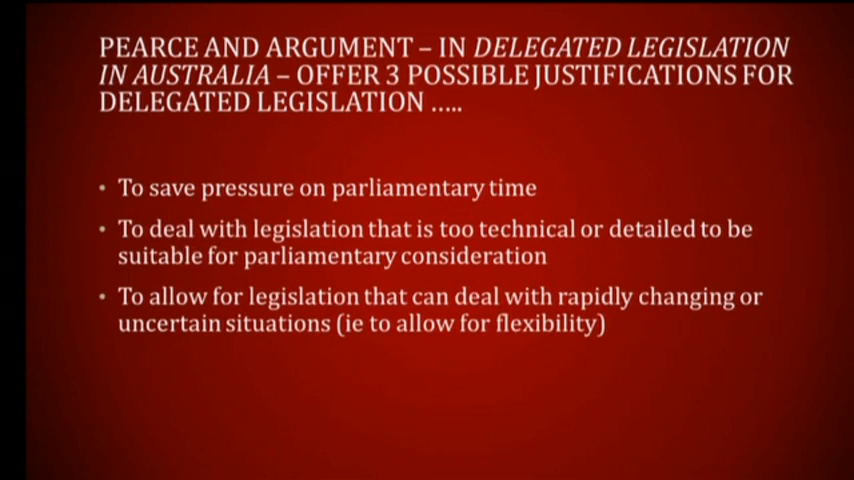 PEARCE AND ARGUMENT – IN DELEGATED LEGISLATION
IN AUSTRALIA – OFFER 3 POSSIBLE JUSTIFICATIONS FOR
DELEGATED LEGISLATION .....
• To save pressure on parliamentary time
• To deal with legislation that is too technical or detailed to be
suitable for parliamentary consideration
• To allow for legislation that can deal with rapidly changing or
uncertain situations (ie to allow for flexibility)